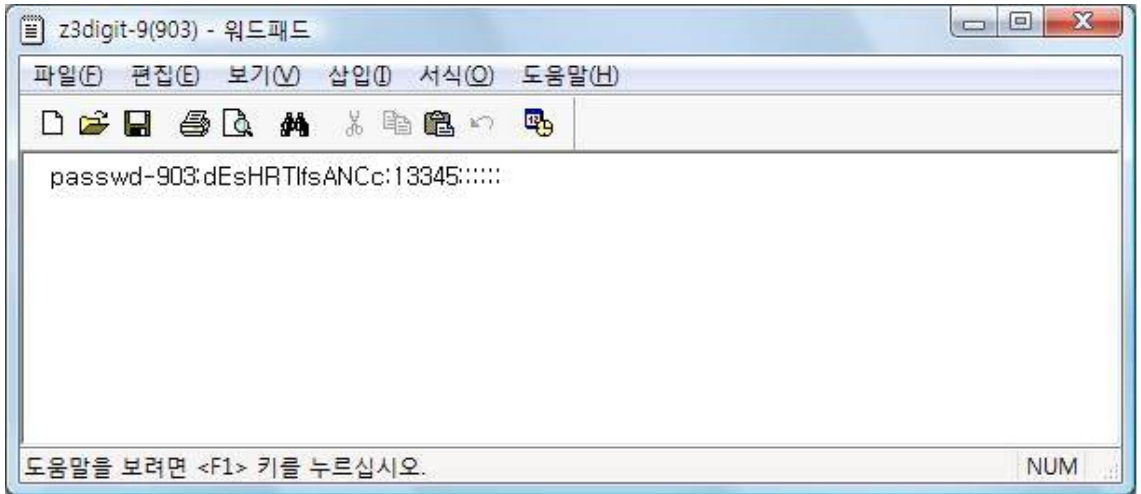 z3digit-9(903) - 워드패드
파일(F) 편집(E) 보기(V) 삽입(I) 서식(O) 도움말(H)
passwd-903:dEsHRTIfsANCc:13345::::::
도움말을 보려면 <F1> 키를 누르십시오. NUM